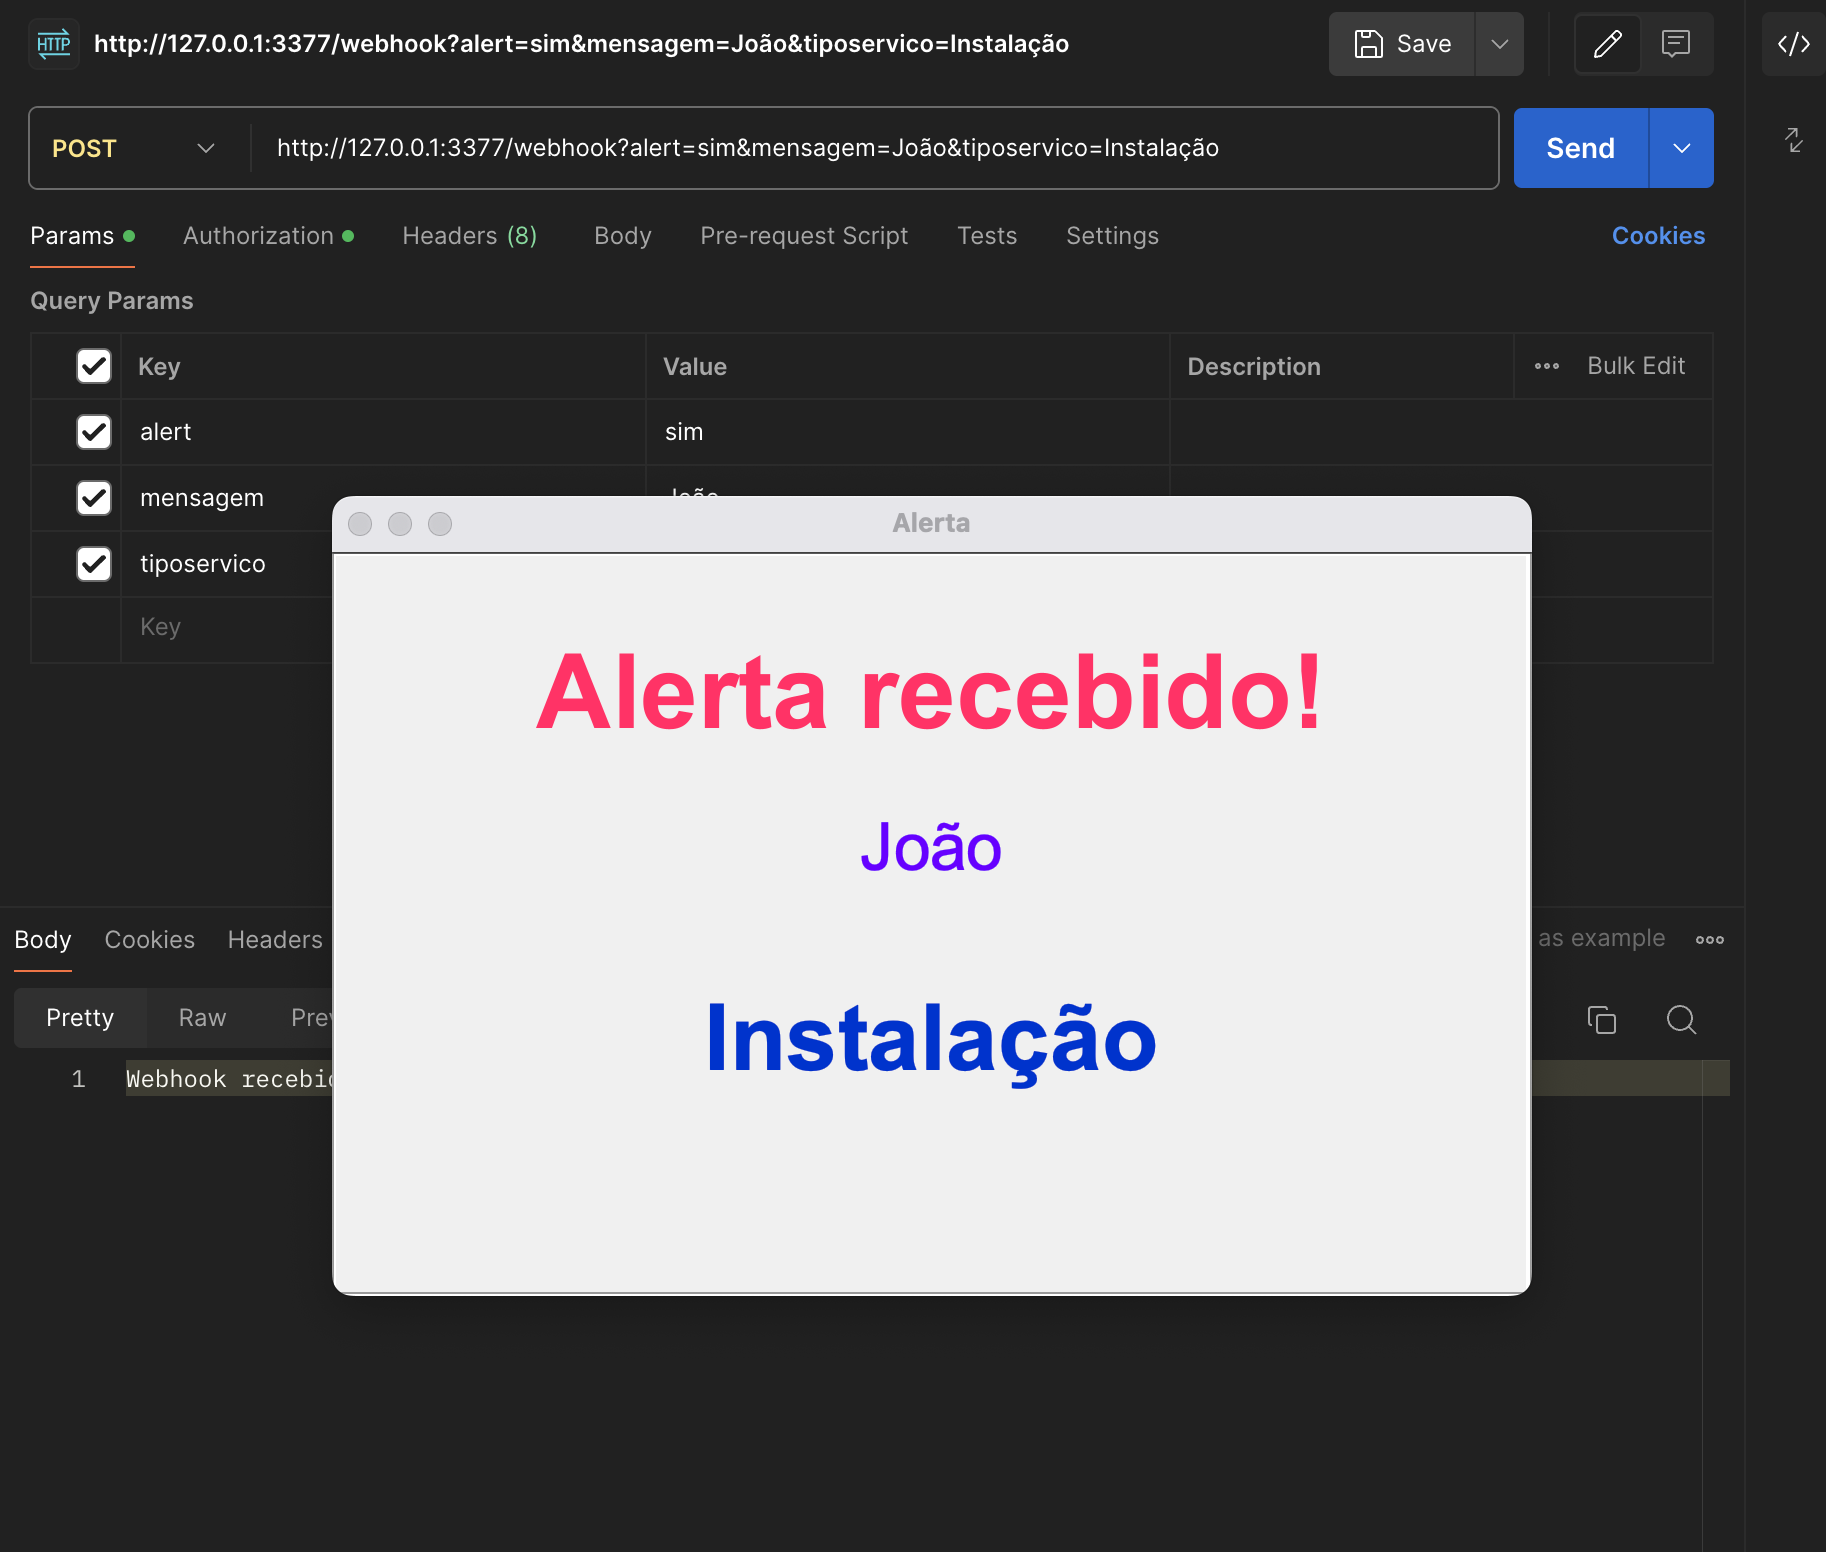 HTTP http://127.0.0.1:3377/webhook?alert=sim&mensagem=João&tiposervico=Instalação Save </>
POST http://127.0.0.1:3377/webhook?alert=sim&mensagem=João&tiposervico=Instalação Send
Params Authorization Headers (8) Body Pre-request Script Tests Settings Cookies
Query Params
Key Value Description Bulk Edit
alert sim
mensagem João
tiposervico
Key
Alerta
Alerta recebido!
João
Instalação
Body Cookies Headers as example
Pretty Raw
1 Webhook